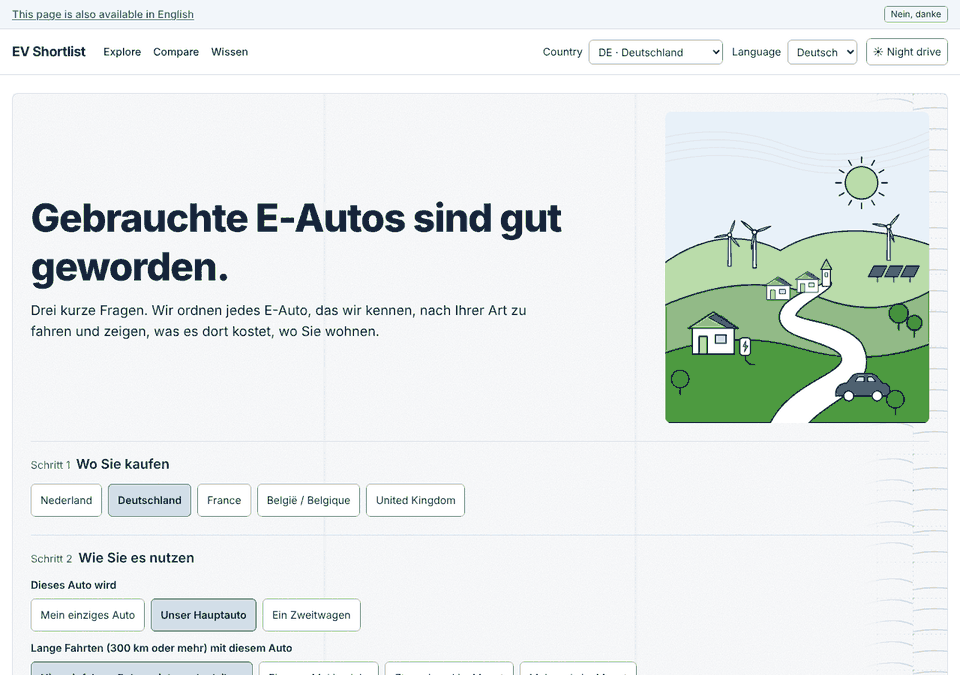 This page is also available in English
Nein, danke
EV Shortlist
Explore
Compare
Wissen
Country
DE · Deutschland
Language
Deutsch
☀ Night drive
Gebrauchte E-Autos sind gut
geworden.
Drei kurze Fragen. Wir ordnen jedes E-Auto, das wir kennen, nach Ihrer Art zu
fahren und zeigen, was es dort kostet, wo Sie wohnen.
Schritt 1 Wo Sie kaufen
Nederland
Deutschland
France
België / Belgique
United Kingdom
Schritt 2 Wie Sie es nutzen
Dieses Auto wird
Mein einziges Auto
Unser Hauptauto
Ein Zweitwagen
Lange Fahrten (300 km oder mehr) mit diesem Auto